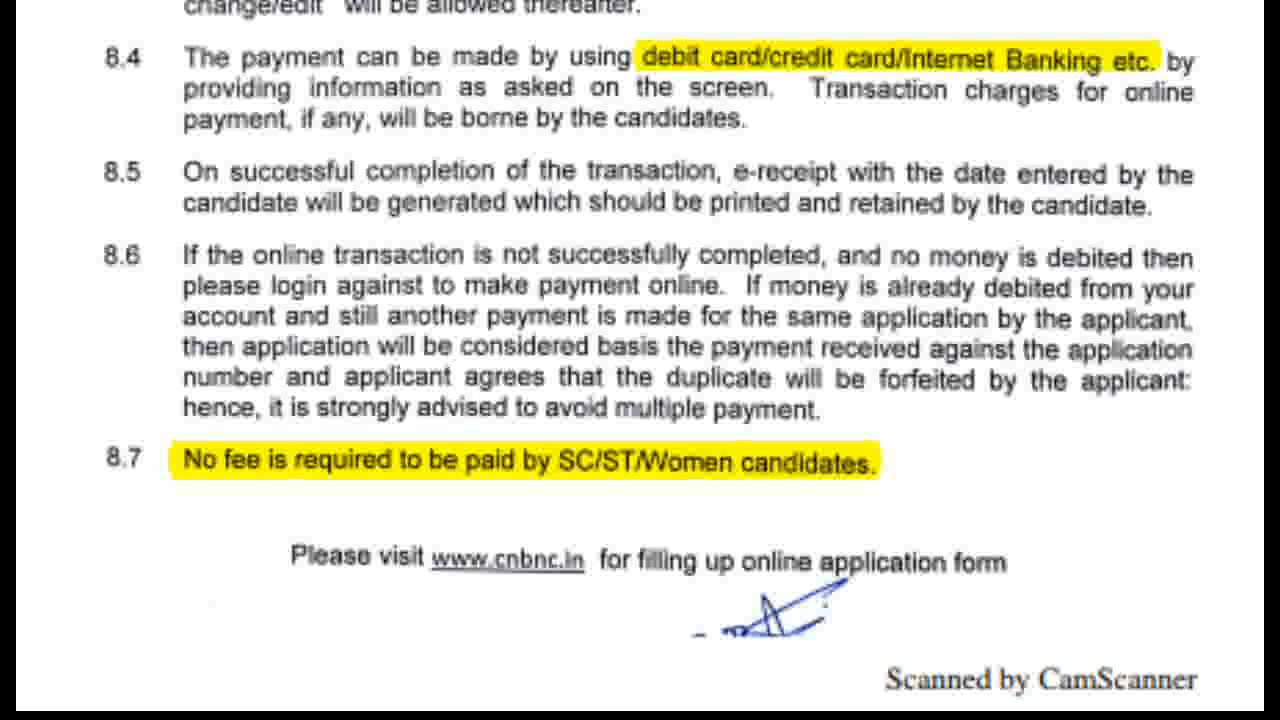 change/edit" will be allowed thereafter.
8.4 The payment can be made by using debit card/credit card/Internet Banking etc. by
providing information as asked on the screen. Transaction charges for online
payment, if any, will be borne by the candidates.
8.5 On successful completion of the transaction, e-receipt with the date entered by the
candidate will be generated which should be printed and retained by the candidate.
8.6 If the online transaction is not successfully completed, and no money is debited then
please login against to make payment online. If money is already debited from your
account and still another payment is made for the same application by the applicant,
then application will be considered basis the payment received against the application
number and applicant agrees that the duplicate will be forfeited by the applicant:
hence, it is strongly advised to avoid multiple payment.
8.7 No fee is required to be paid by SC/ST/Women candidates.
Please visit www.cnbnc.in for filling up online application form
Scanned by CamScanner